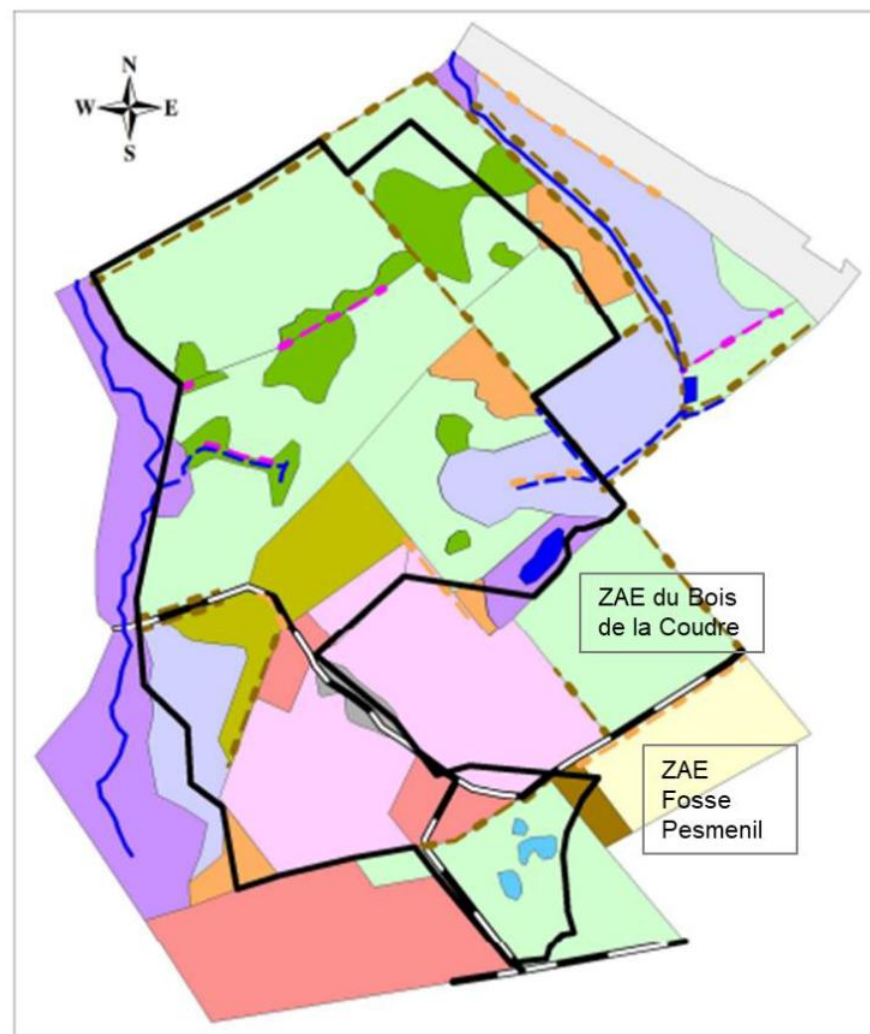 N
W E
S
ZAE du Bois
de la Coudre
ZAE
Fosse
Pesmenil